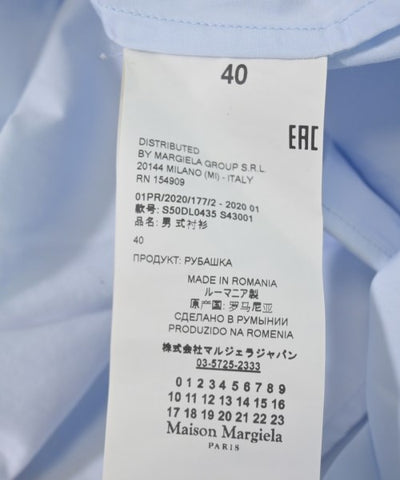 40
EAC
DISTRIBUTED
BY MARGIELA GROUP S.R.L.
20144 MILANO (MI) - ITALY
RN 154909
01PR/2020/177/2 - 2020 01
款号: S50DL0435 S43001
品名: 男式衬衫
40
ПРОДУКТ: РУБАШКА
MADE IN ROMANIA
ルーマニア製
原产国: 罗马尼亚
СДЕЛАНО В РУМЫНИИ
PRODUZIDO NA ROMENIA
株式会社マルジェラジャパン
03-5725-2333
0 1 2 3 4 5 6 7 8 9
10 11 12 13 14 15 16
17 18 19 20 21 22 23
Maison Margiela
PARIS